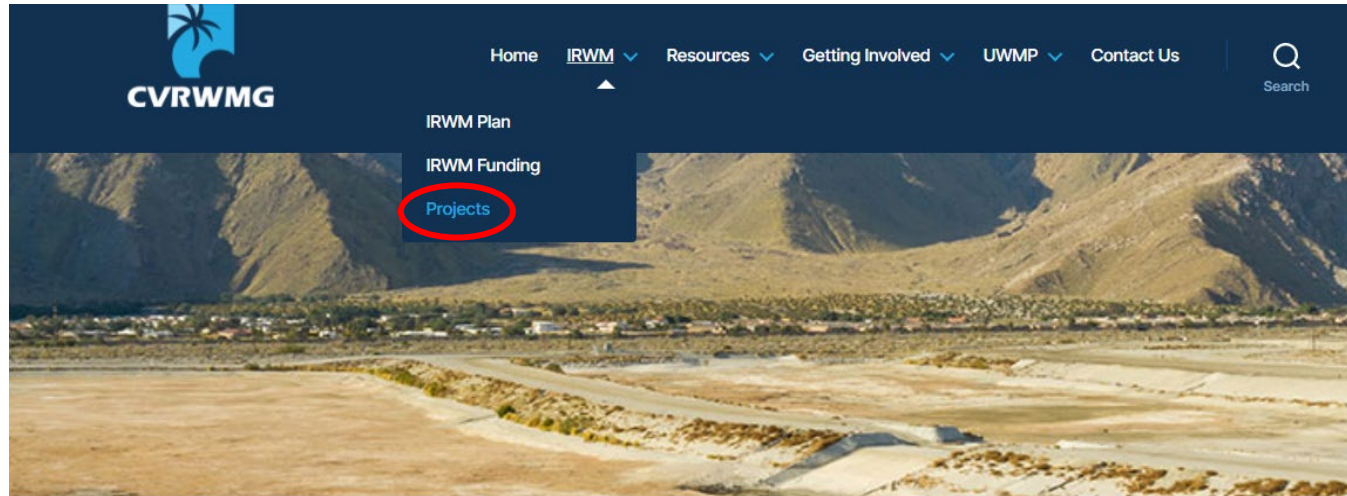 CVRWMG
Home IRWM Resources Getting Involved UWMP Contact Us
Search
IRWM Plan
IRWM Funding
Projects